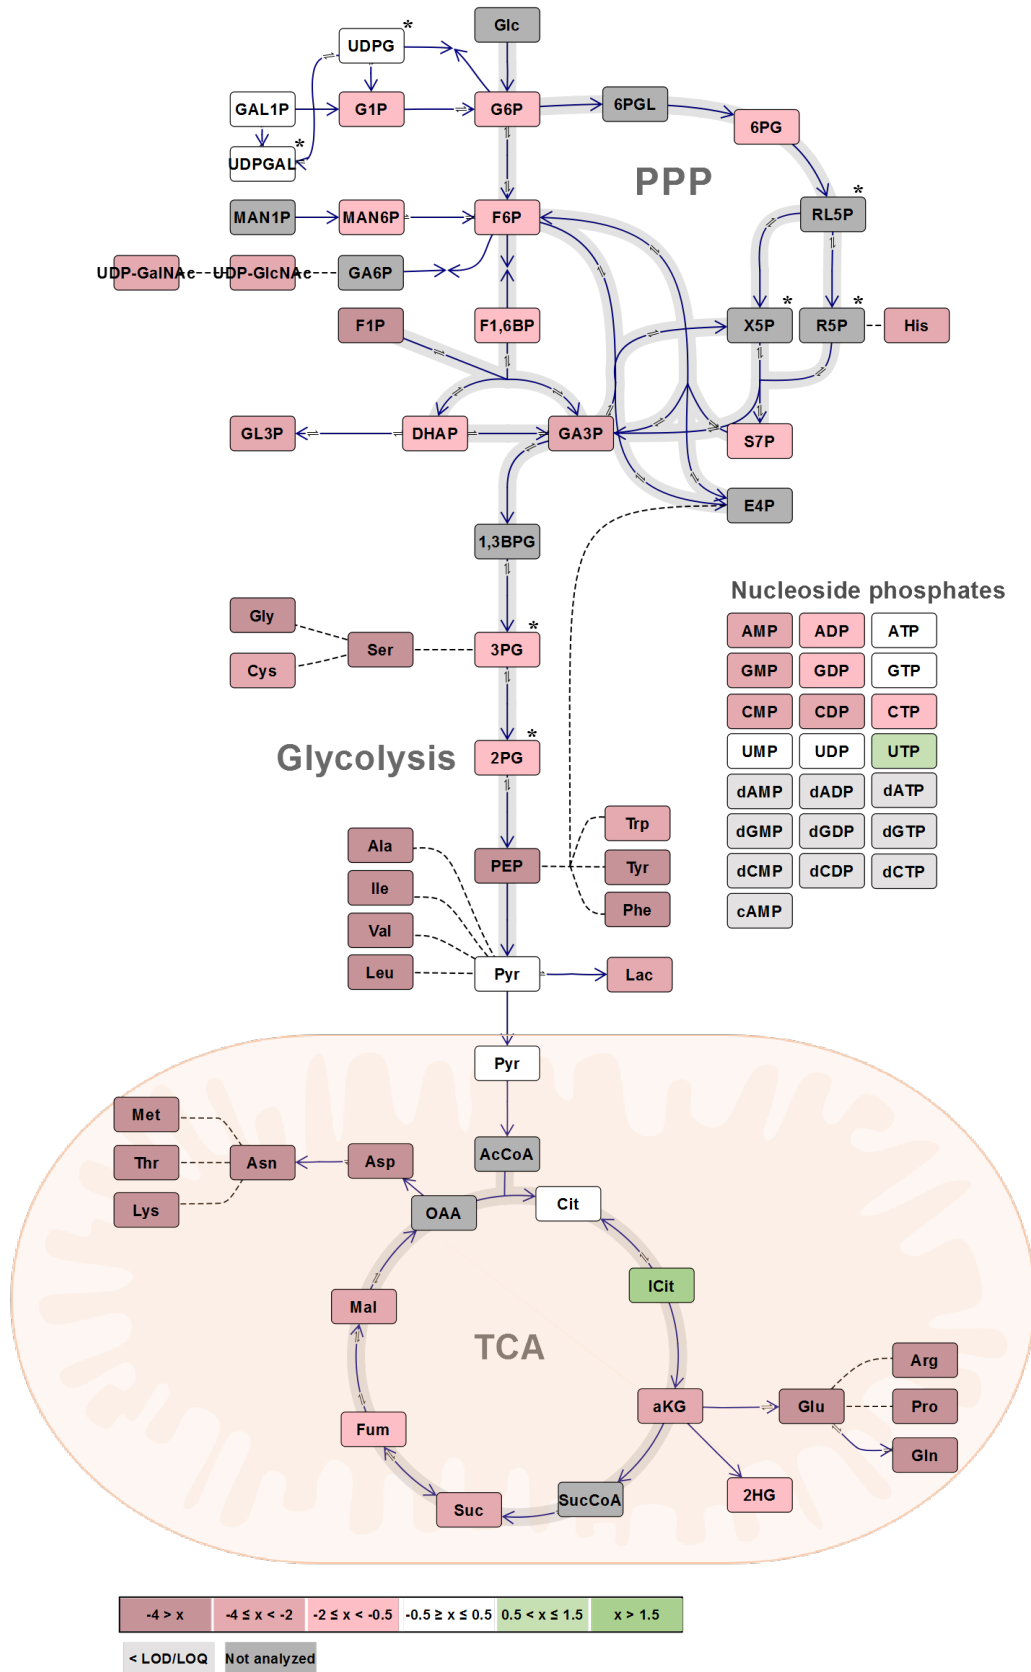 Glc
*
UDPG
GAL1P
G1P
G6P
6PGL
6PG
*
UDPGAL
PPP
MAN1P
MAN6P
F6P
*
RL5P
UDP-GalNAc
UDP-GlcNAc
GA6P
F1P
F1,6BP
*
X5P
*
R5P
His
GL3P
DHAP
GA3P
S7P
E4P
1,3BPG
Nucleoside phosphates
AMP ADP ATP
GMP GDP GTP
CMP CDP CTP
UMP UDP UTP
dAMP dADP dATP
dGMP dGDP dGTP
dCMP dCDP dCTP
cAMP
Gly
Ser
Cys
*
3PG
Glycolysis
*
2PG
Ala
Ile
Val
Leu
PEP
Trp
Tyr
Phe
Pyr
Lac
Pyr
AcCoA
Met
Thr
Lys
Asn
Asp
OAA
Cit
ICit
Mal
TCA
Fum
aKG
Glu
Arg
Pro
Gln
Suc
SucCoA
2HG
-4 > x -4 ≤ x < -2 -2 ≤ x < -0.5 -0.5 ≥ x ≤ 0.5 0.5 < x ≤ 1.5 x > 1.5
< LOD/LOQ Not analyzed